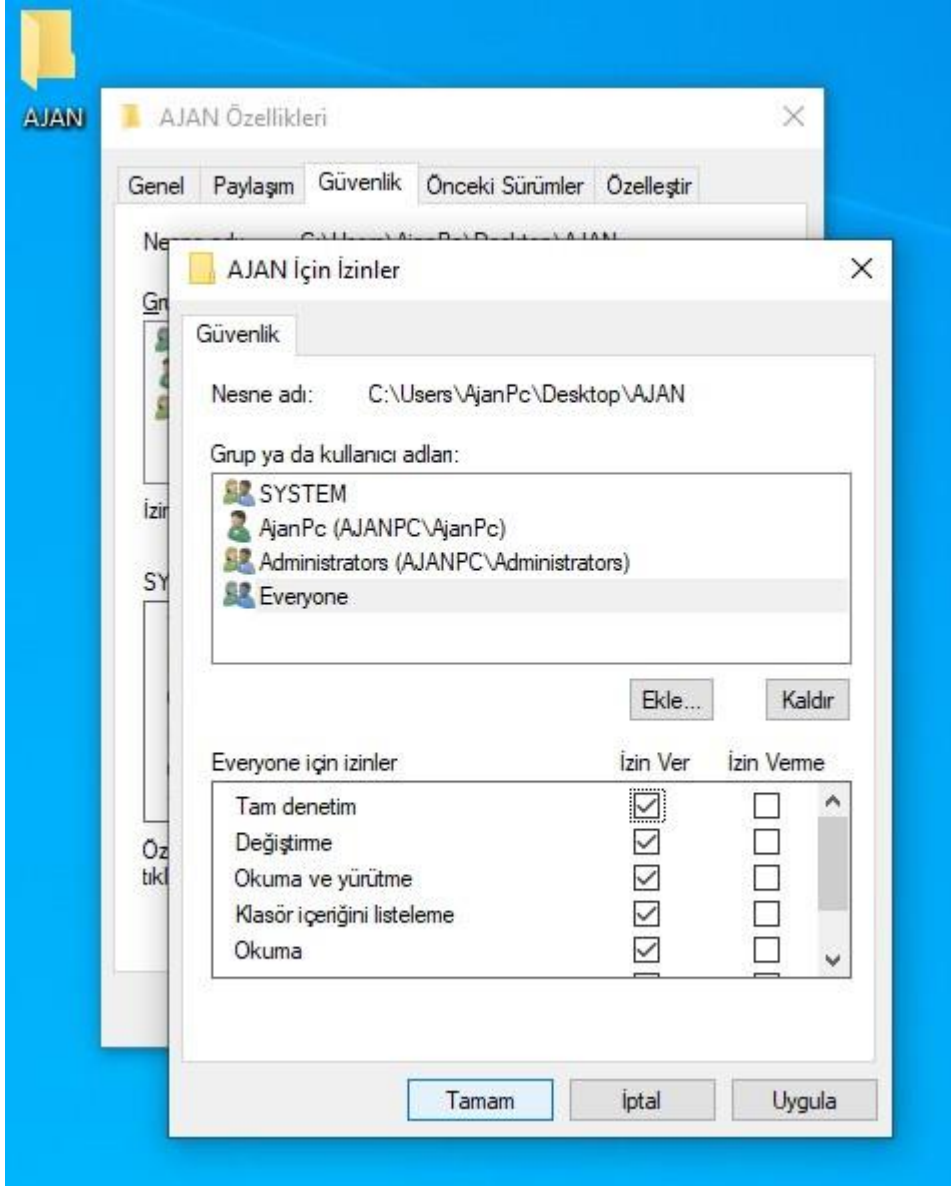 AJAN
AJAN Özellikleri
Genel Paylaşım Güvenlik Önceki Sürümler Özelleştir
AJAN İçin İzinler
Güvenlik
Nesne adı: C:\Users\AjanPc\Desktop\AJAN
Grup ya da kullanıcı adları:
SYSTEM
AjanPc (AJANPC\AjanPc)
Administrators (AJANPC\Administrators)
Everyone
Ekle... Kaldır
Everyone için izinler İzin Ver İzin Verme
Tam denetim
Değiştirme
Okuma ve yürütme
Klasör içeriğini listeleme
Okuma
Tamam İptal Uygula